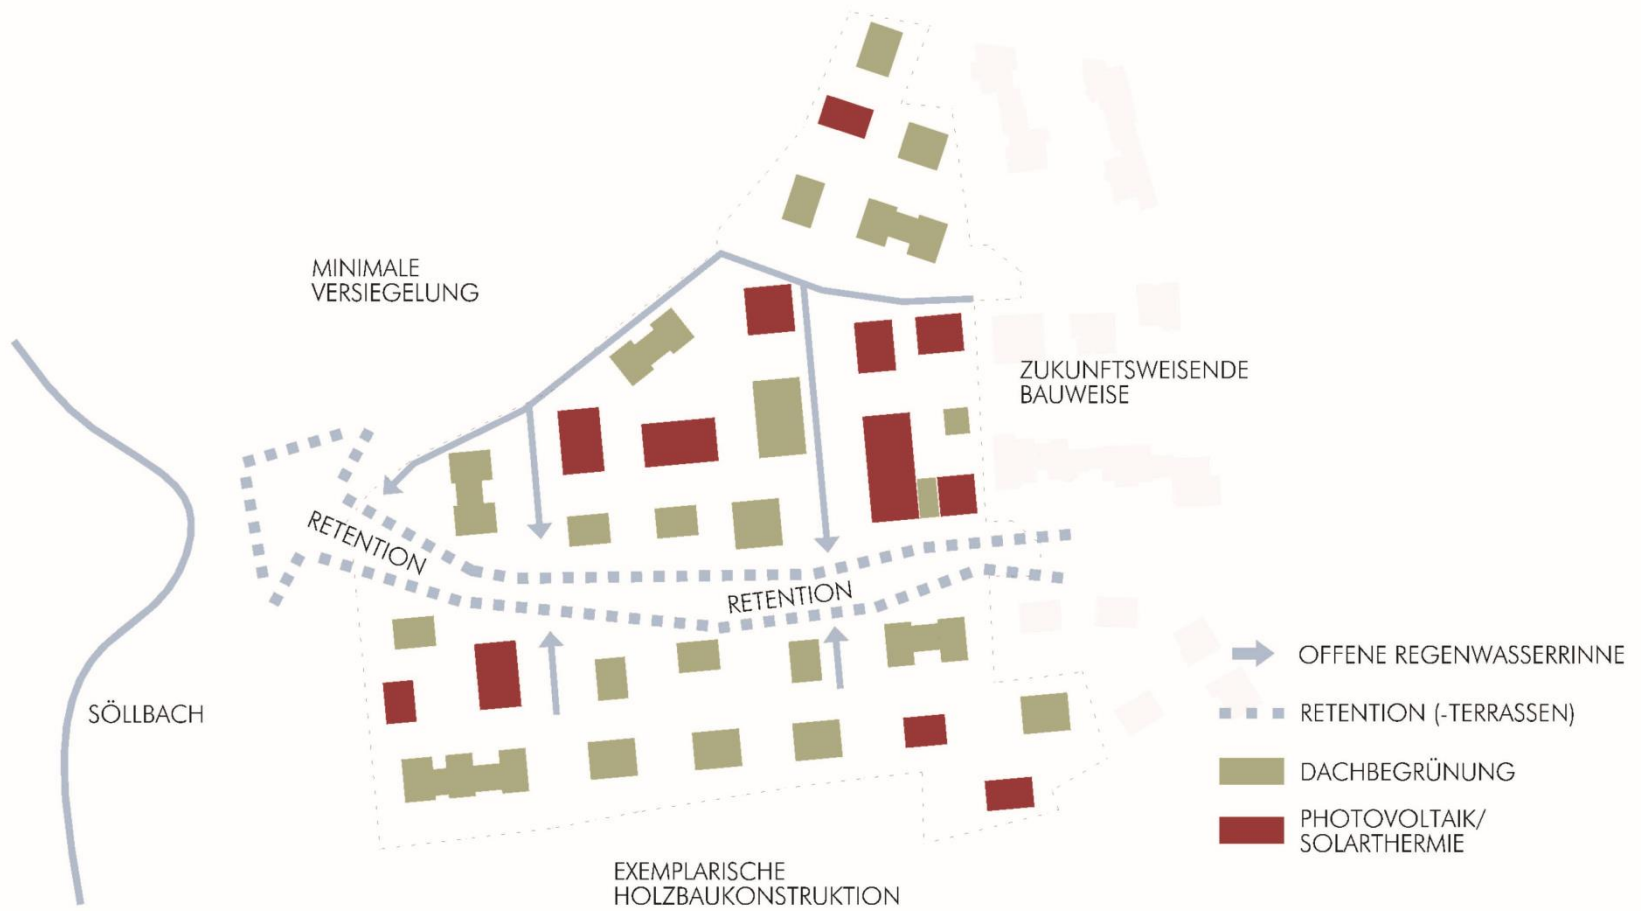 MINIMALE
VERSIEGELUNG
ZUKUNFTSWEISENDE
BAUWEISE
RETENTION
RETENTION
SÖLLBACH
OFFENE REGENWASSERRINNE
RETENTION (-TERRASSEN)
DACHBEGRÜNUNG
PHOTOVOLTAIK/
SOLARTHERMIE
EXEMPLARISCHE
HOLZBAUKONSTRUKTION